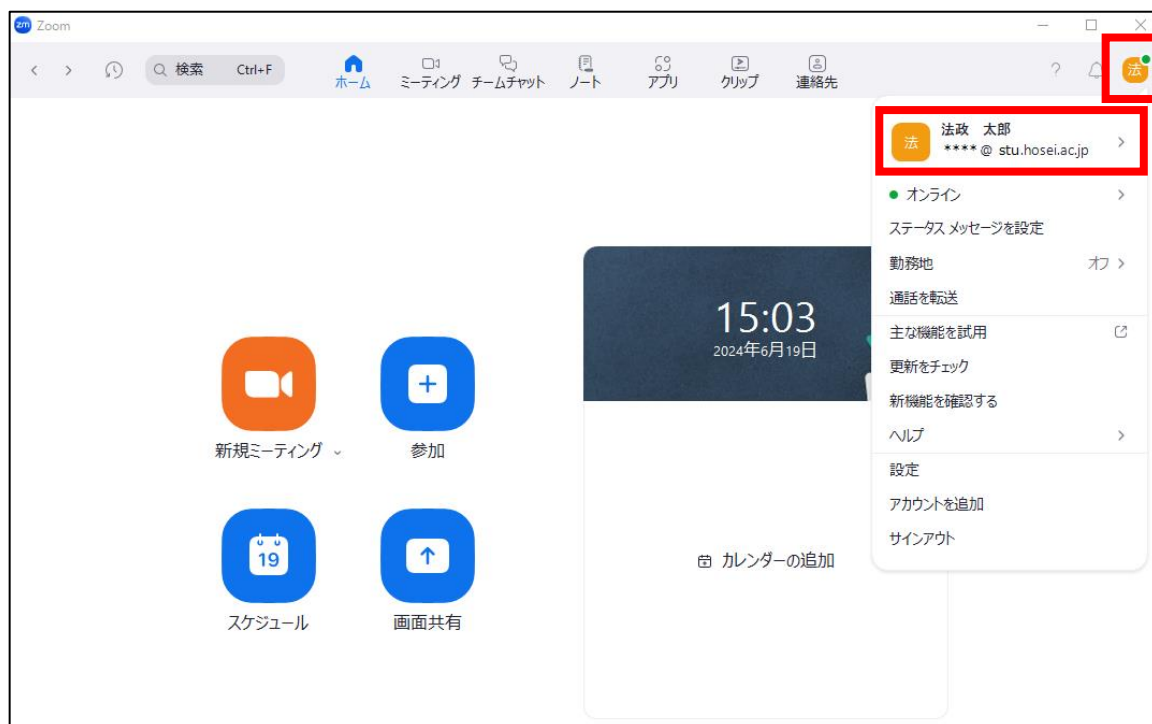 zm Zoom
検索 Ctrl+F
ホーム ミーティング チームチャット ノート アプリ クリップ 連絡先
? 法
法 法政 太郎
****@ stu.hosei.ac.jp
オンライン
ステータス メッセージを設定
勤務地 オフ
通話を転送
主な機能を試用
更新をチェック
新機能を確認する
ヘルプ
設定
アカウントを追加
サインアウト
15:03
2024年6月19日
カレンダーの追加
新規ミーティング
参加
19
スケジュール
画面共有